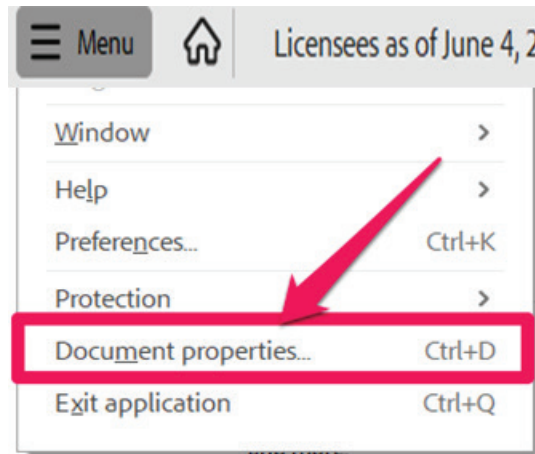 Menu
Licensees as of June 4, 2
Window
Help
Preferences... Ctrl+K
Protection
Document properties... Ctrl+D
Exit application Ctrl+Q